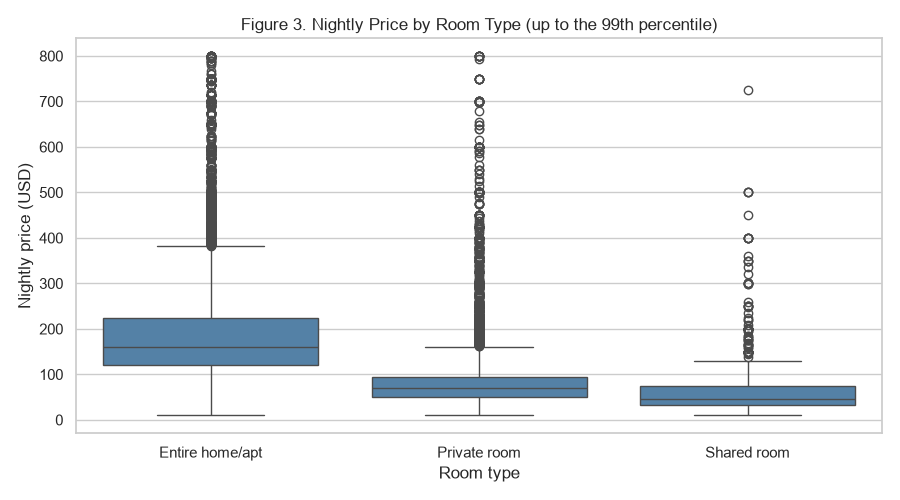 Figure 3. Nightly Price by Room Type (up to the 99th percentile)
800
700
600
500
400
300
200
100
0
Nightly price (USD)
Entire home/apt
Private room
Shared room
Room type